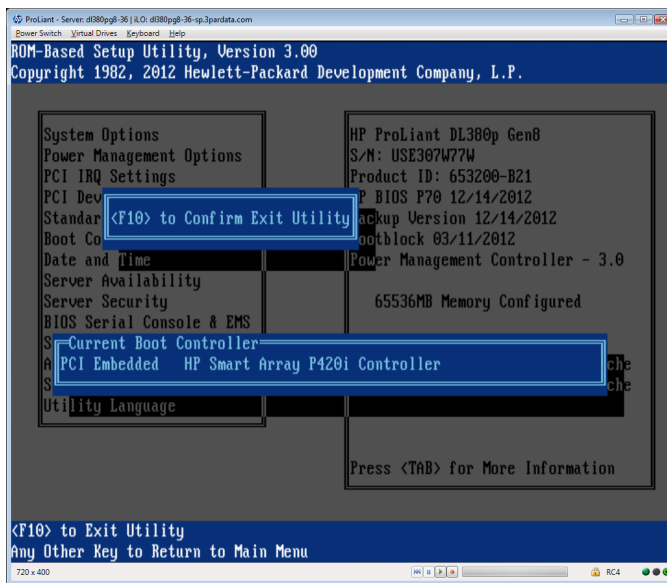 ProLiant - Server: dl380pg8-36 | iLO: dl380pg8-36-sp.3pardata.com
Power Switch Virtual Drives Keyboard Help
ROM-Based Setup Utility, Version 3.00
Copyright 1982, 2012 Hewlett-Packard Development Company, L.P.
System Options
Power Management Options
PCI IRQ Settings
PCI Dev
Standar
Boot Co
Date and Time
Server Availability
Server Security
BIOS Serial Console & EMS
S
A
S
Utility Language
HP ProLiant DL380p Gen8
S/N: USE307W77W
Product ID: 653200-B21
P BIOS P70 12/14/2012
ackup Version 12/14/2012
ootblock 03/11/2012
Power Management Controller - 3.0
65536MB Memory Configured
che
che
Press <TAB> for More Information
<F10> to Confirm Exit Utility
Current Boot Controller
PCI Embedded HP Smart Array P420i Controller
<F10> to Exit Utility
Any Other Key to Return to Main Menu
720 x 400
RC4